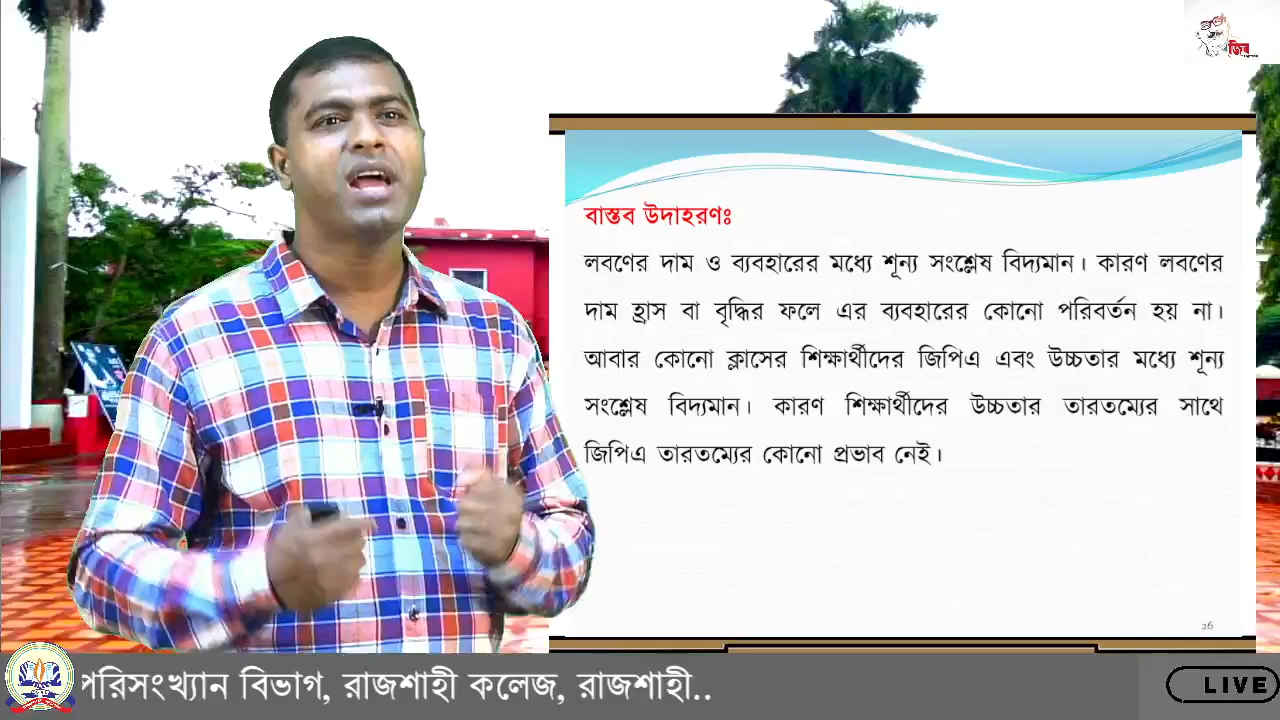 জিন
বাস্তব উদাহরণঃ
লবণের দাম ও ব্যবহারের মধ্যে শূন্য সংশ্লেষ বিদ্যমান। কারণ লবণের
দাম হ্রাস বা বৃদ্ধির ফলে এর ব্যবহারের কোনো পরিবর্তন হয় না।
আবার কোনো ক্লাসের শিক্ষার্থীদের জিপিএ এবং উচ্চতার মধ্যে শূন্য
সংশ্লেষ বিদ্যমান। কারণ শিক্ষার্থীদের উচ্চতার তারতম্যের সাথে
জিপিএ তারতম্যের কোনো প্রভাব নেই।
26
পরিসংখ্যান বিভাগ, রাজশাহী কলেজ, রাজশাহী..
LIVE